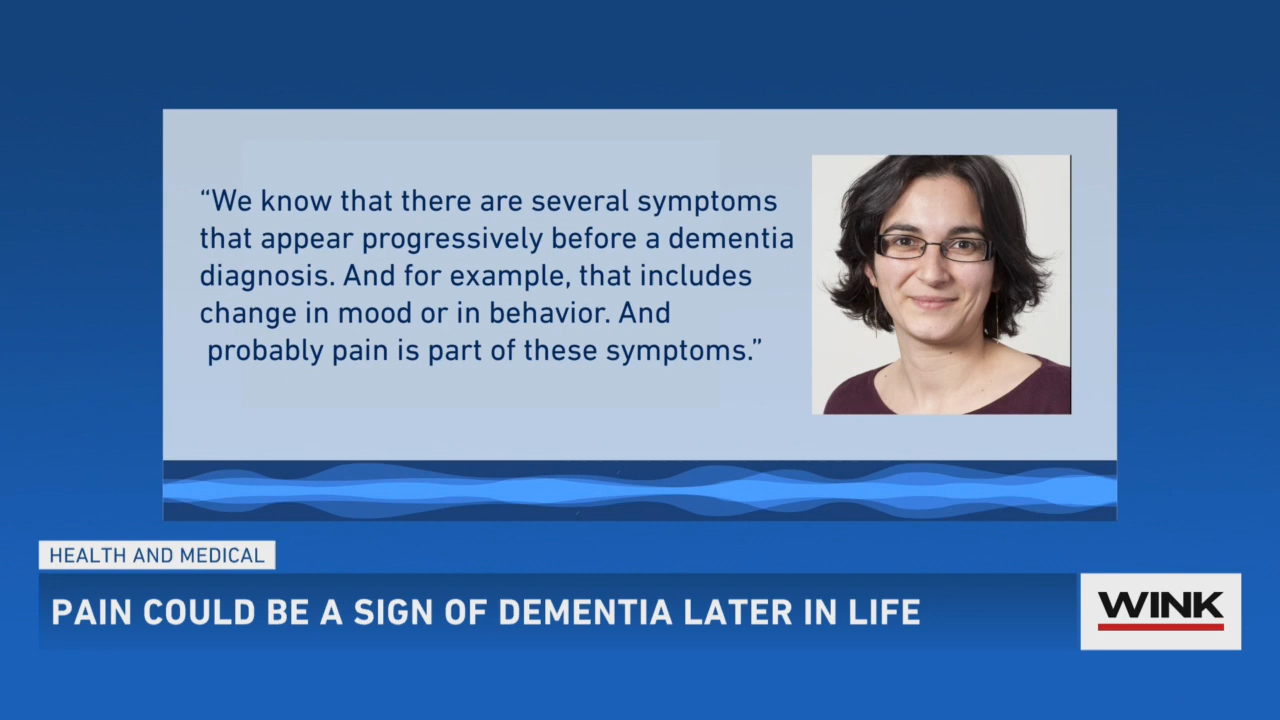 “We know that there are several symptoms
that appear progressively before a dementia
diagnosis. And for example, that includes
change in mood or in behavior. And
probably pain is part of these symptoms.”
HEALTH AND MEDICAL
PAIN COULD BE A SIGN OF DEMENTIA LATER IN LIFE
WINK